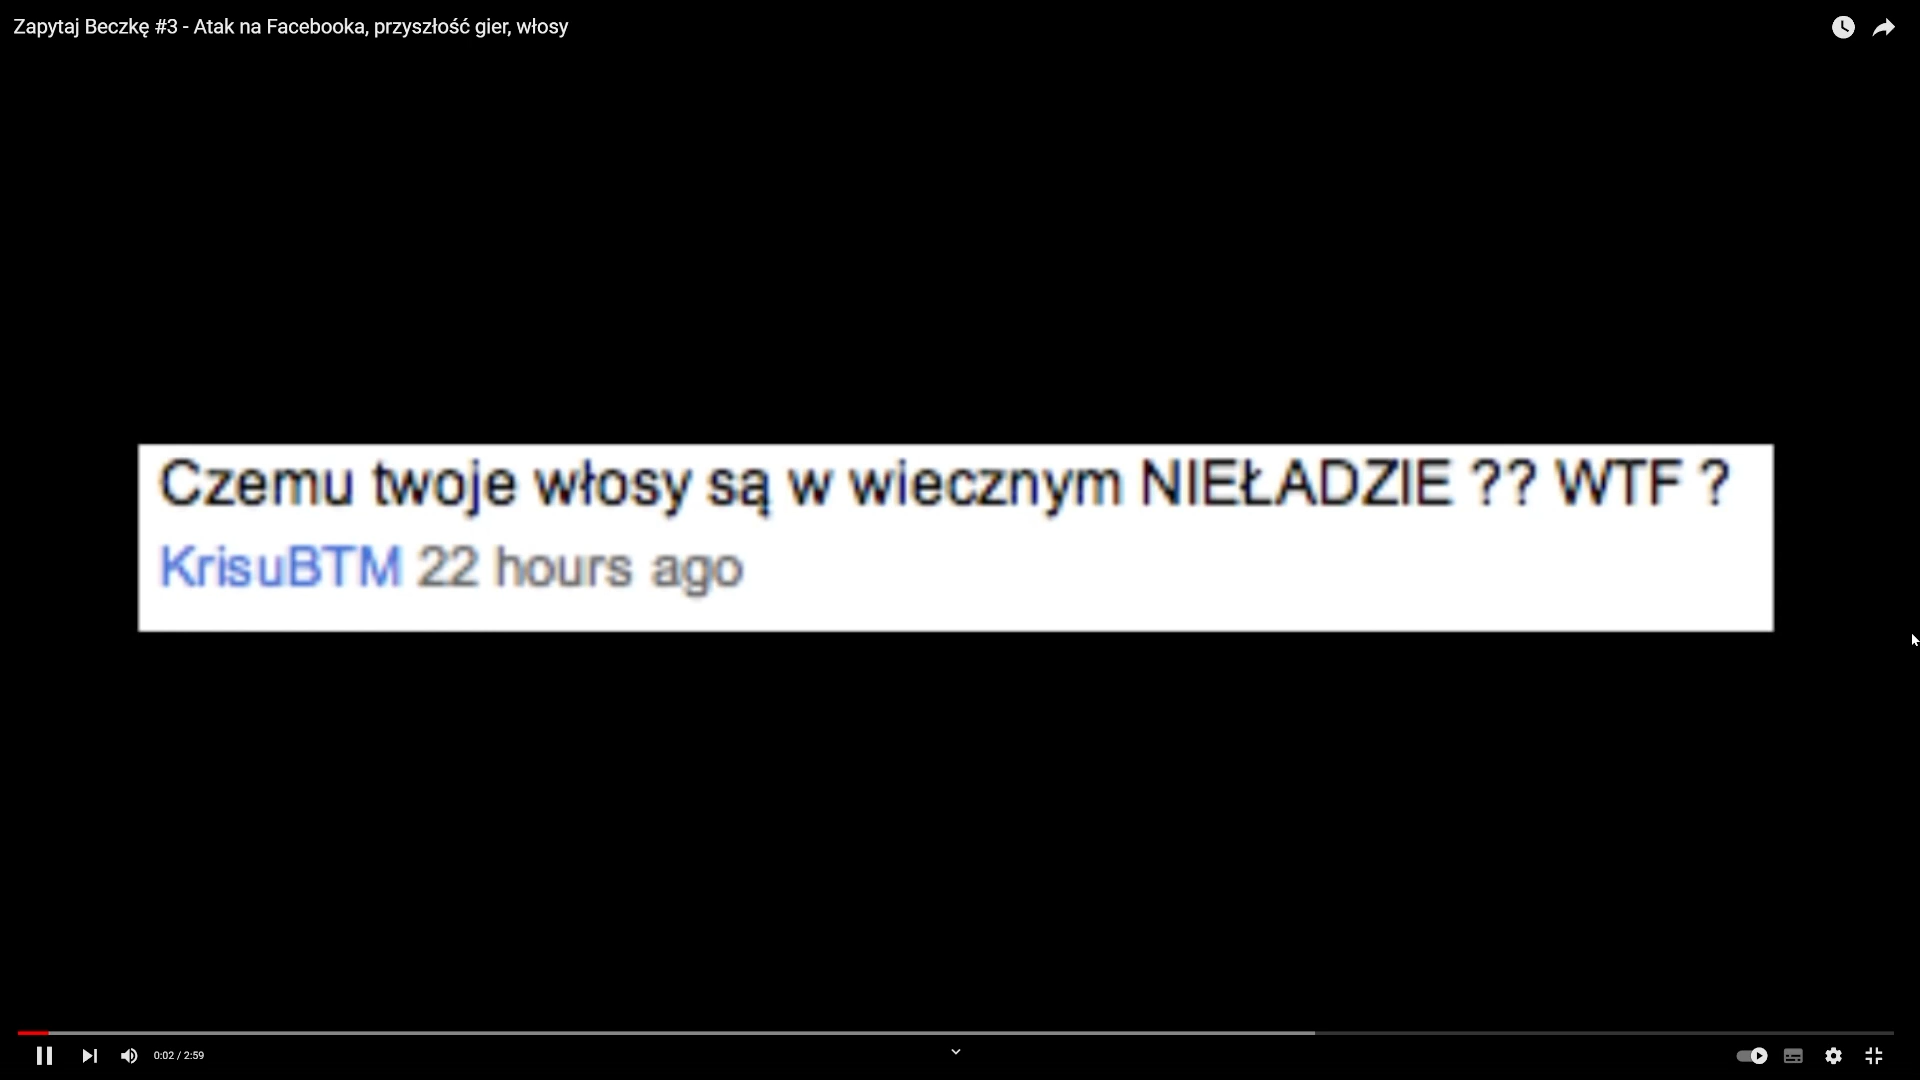 Zapytaj Beczkę #3 - Atak na Facebooka, przyszłość gier, włosy
Czemu twoje włosy są w wiecznym NIEŁADZIE ?? WTF ?
KrisuBTM 22 hours ago
0:02 / 2:59